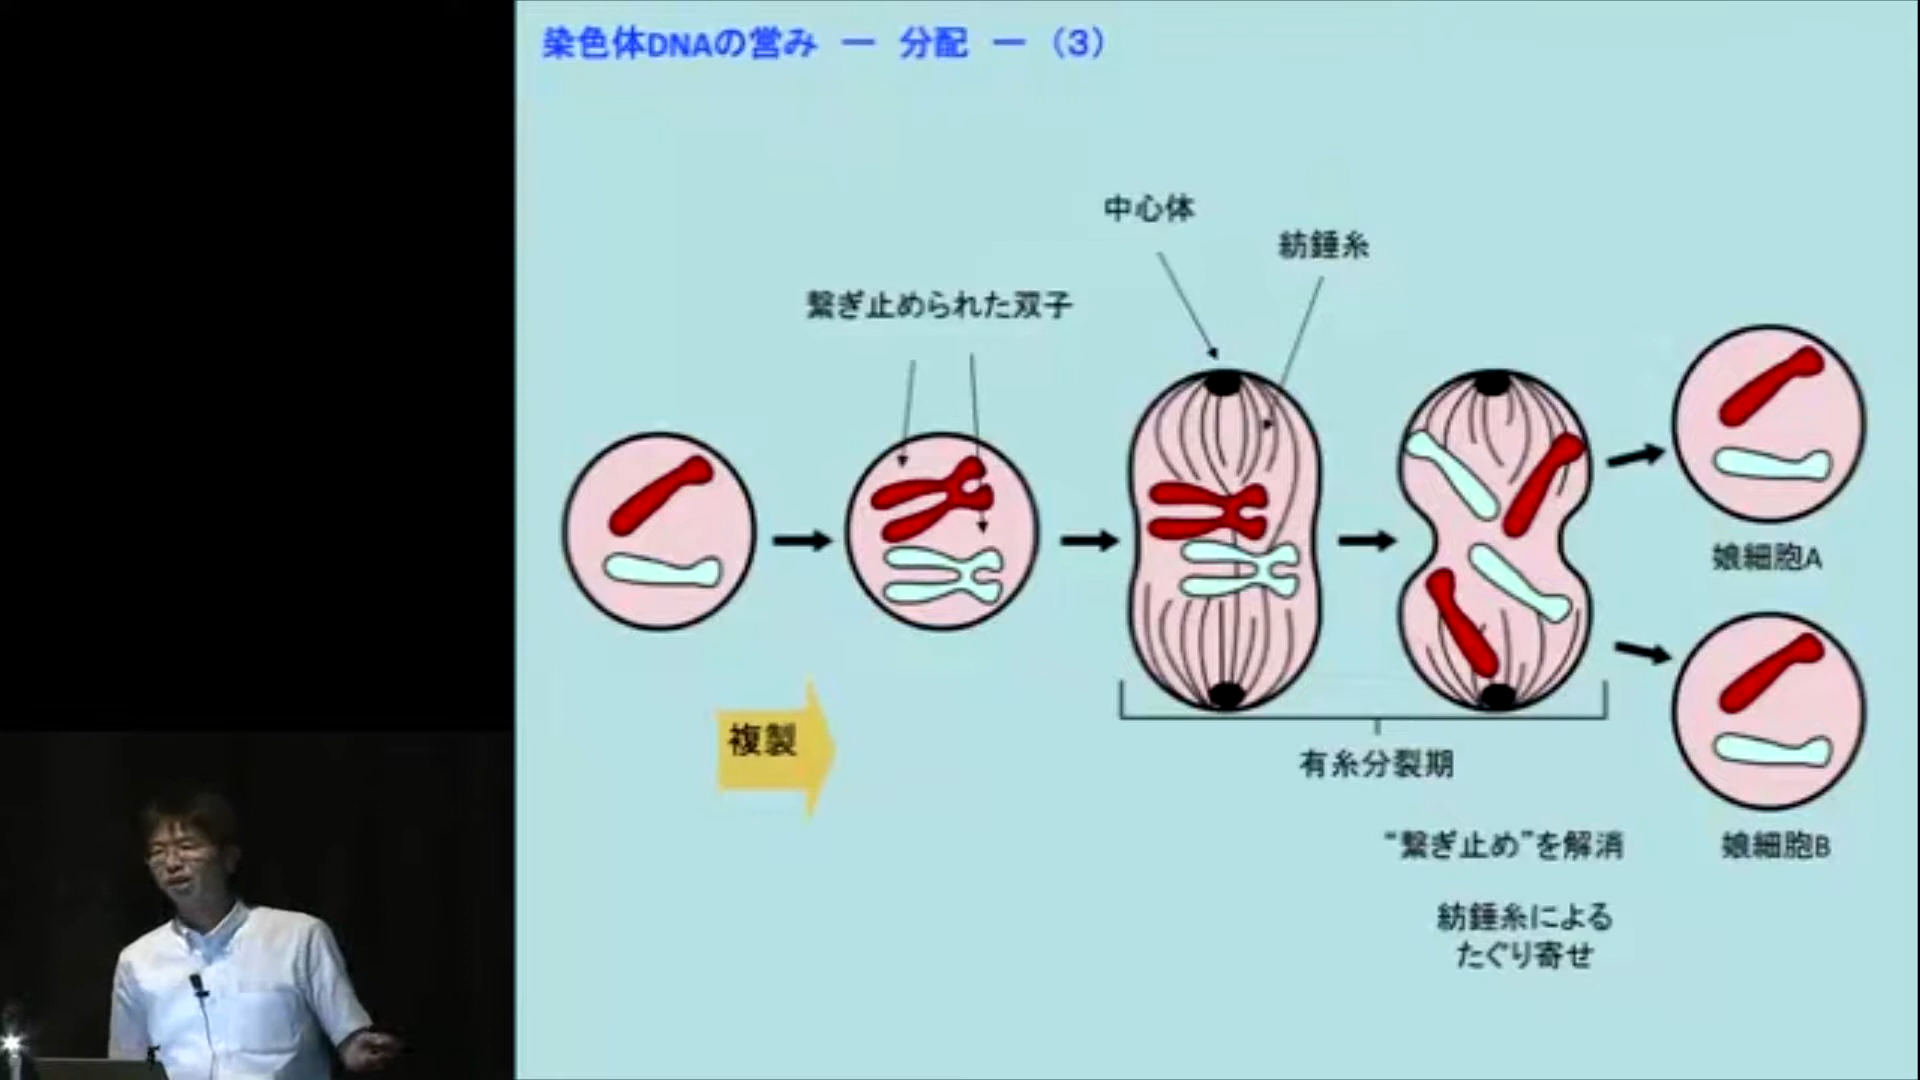 染色体DNAの営み ー 分配 ー（3）
中心体
紡錘糸
繋ぎ止められた双子
娘細胞A
複製
有糸分裂期
“繋ぎ止め”を解消
娘細胞B
紡錘糸による
たぐり寄せ